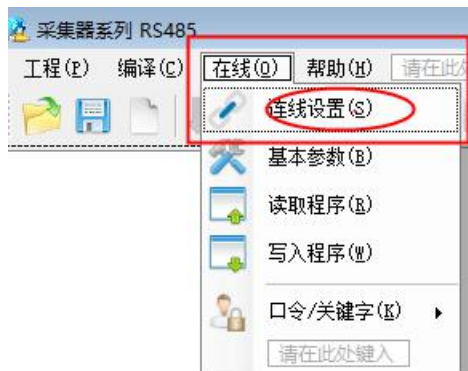 采集器系列 RS485
工程(P) 编译(C) 在线(O) 帮助(H) 请在此
连线设置(S)
基本参数(B)
读取程序(R)
写入程序(W)
口令/关键字(K)
请在此处键入